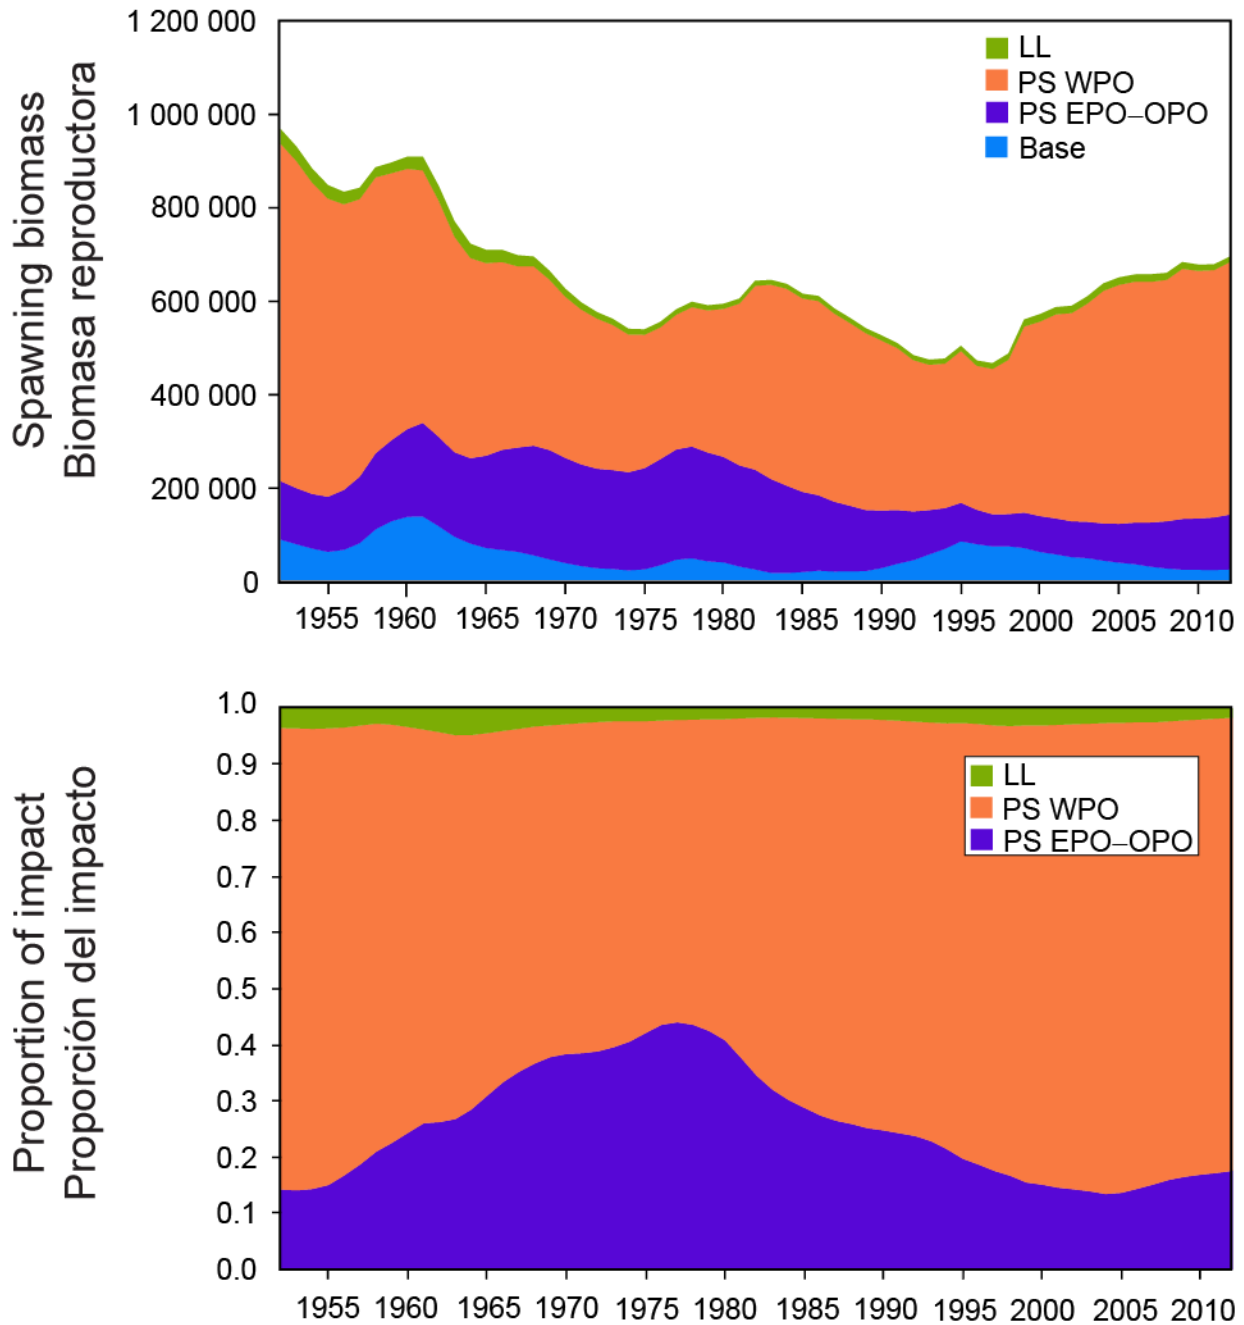 Spawning biomass
Biomasa reproductora
1 200 000
1 000 000
800 000
600 000
400 000
200 000
0
LL
PS WPO
PS EPO–OPO
Base
1955 1960 1965 1970 1975 1980 1985 1990 1995 2000 2005 2010
Proportion of impact
Proporción del impacto
1.0
0.9
0.8
0.7
0.6
0.5
0.4
0.3
0.2
0.1
0.0
LL
PS WPO
PS EPO–OPO
1955 1960 1965 1970 1975 1980 1985 1990 1995 2000 2005 2010